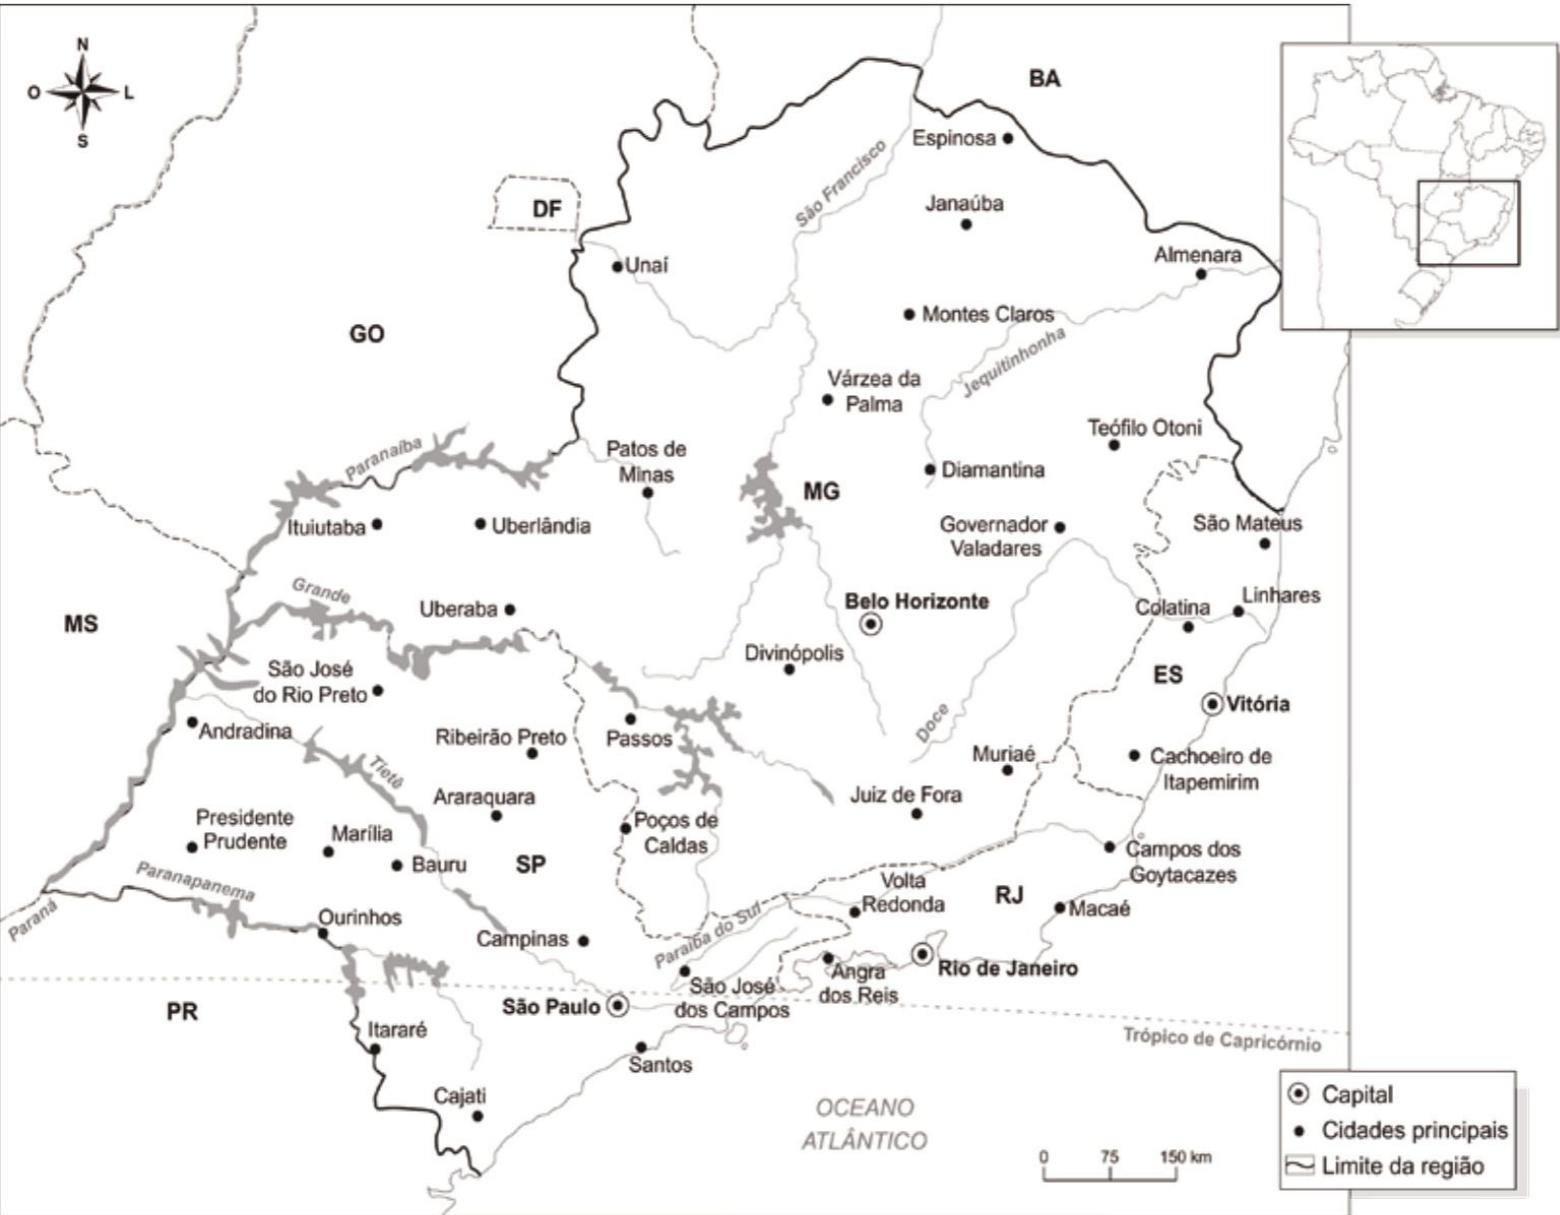 N
O
L
S
BA
Espinosa
São Francisco
DF
Janaúba
Unaí
Almenara
Montes Claros
GO
Jequitinhonha
Várzea da
Palma
Teófilo Otoni
Paranaíba
Patos de
Minas
Diamantina
MG
Ituiutaba
Uberlândia
Governador
Valadares
São Mateus
Grande
Uberaba
Belo Horizonte
Colatina
Linhares
MS
Divinópolis
São José
do Rio Preto
ES
Vitória
Andradina
Ribeirão Preto
Passos
Doce
Muriaé
Cachoeiro de
Itapemirim
Tietê
Araraquara
Juiz de Fora
Presidente
Prudente
Marília
Poços de
Caldas
Bauru
SP
Campos dos
Goytacazes
Paranapanema
Volta
Redonda
RJ
Macaé
Paraná
Ourinhos
Campinas
Paraíba do Sul
Rio de Janeiro
Angra
dos Reis
São José
dos Campos
São Paulo
PR
Itararé
Trópico de Capricórnio
Santos
Cajati
OCEANO
ATLÂNTICO
Capital
Cidades principais
Limite da região
0 75 150 km